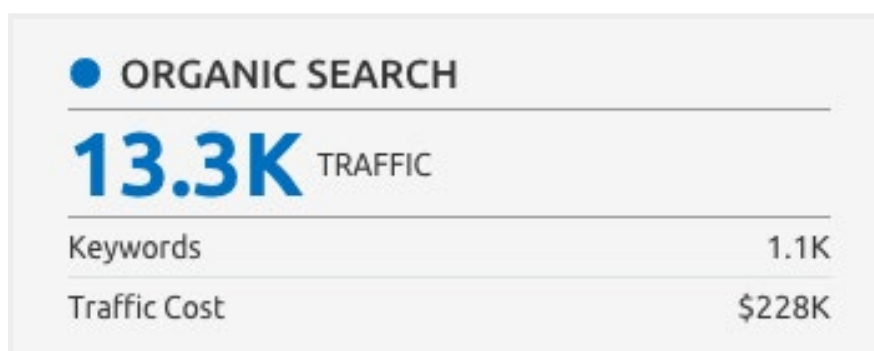 ORGANIC SEARCH
13.3K TRAFFIC
Keywords 1.1K
Traffic Cost $228K